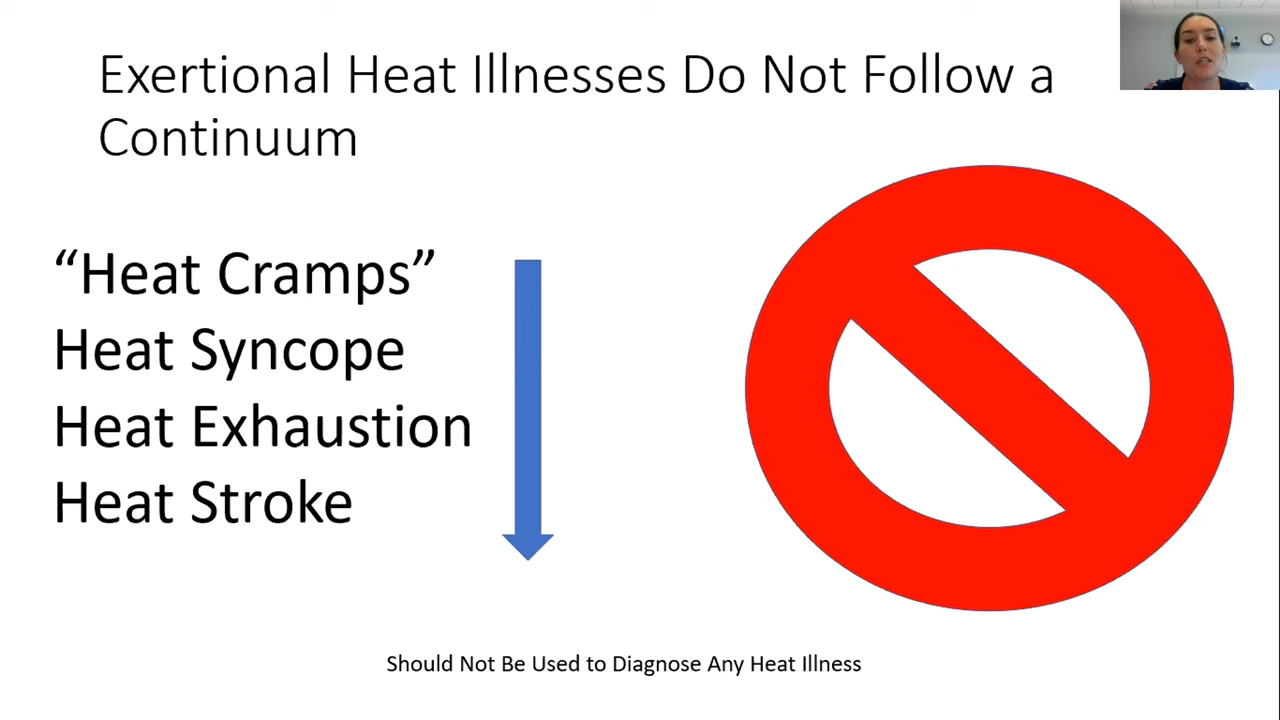 Exertional Heat Illnesses Do Not Follow a
Continuum
“Heat Cramps”
Heat Syncope
Heat Exhaustion
Heat Stroke
Should Not Be Used to Diagnose Any Heat Illness